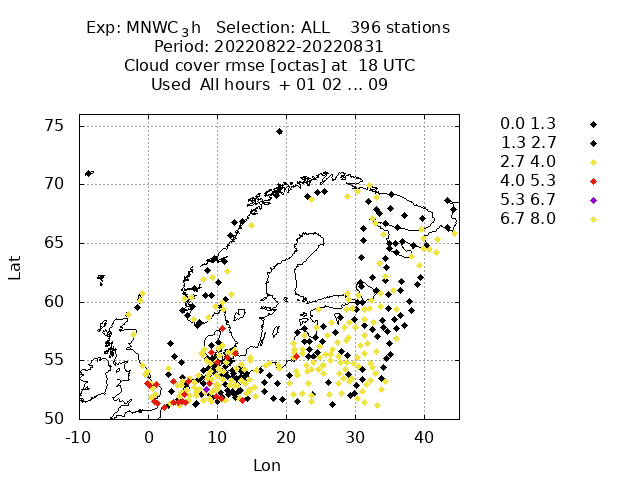 Exp: MNWC_3h Selection: ALL 396 stations
Period: 20220822-20220831
Cloud cover rmse [octas] at 18 UTC
Used All hours + 01 02 ... 09
0.0 1.3
1.3 2.7
2.7 4.0
4.0 5.3
5.3 6.7
6.7 8.0
75
70
65
60
55
50
Lat
-10 0 10 20 30 40
Lon